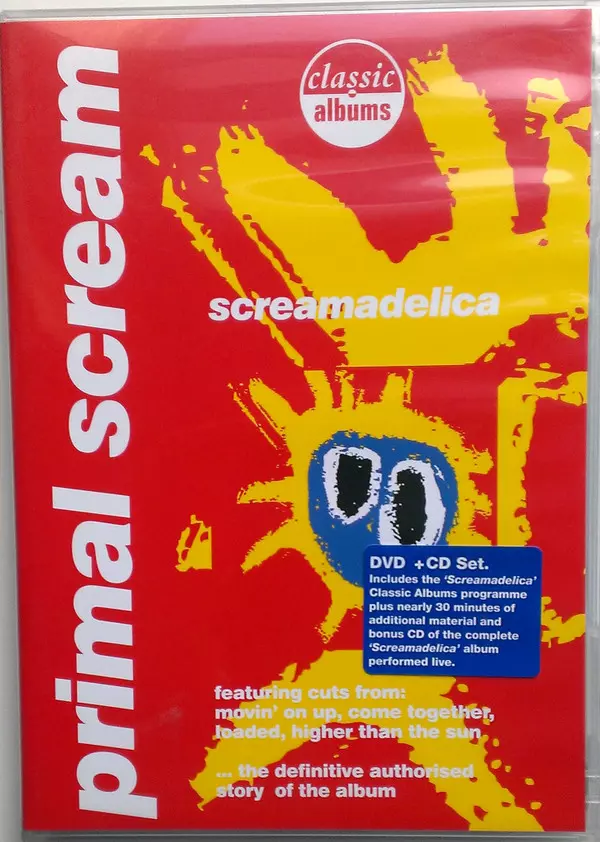 classic
albums
primal scream
screamadelica
DVD +CD Set.
Includes the 'Screamadelica'
Classic Albums programme
plus nearly 30 minutes of
additional material and
bonus CD of the complete
'Screamadelica' album
performed live.
featuring cuts from:
movin' on up, come together,
loaded, higher than the sun
... the definitive authorised
story of the album